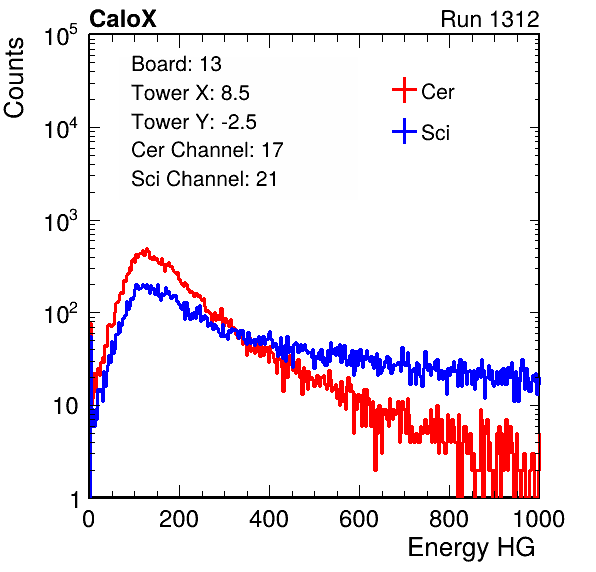 CaloX Run 1312
Counts
10^5
10^4
10^3
10^2
10
1
Board: 13
Tower X: 8.5
Tower Y: -2.5
Cer Channel: 17
Sci Channel: 21
Cer
Sci
0 200 400 600 800 1000
Energy HG